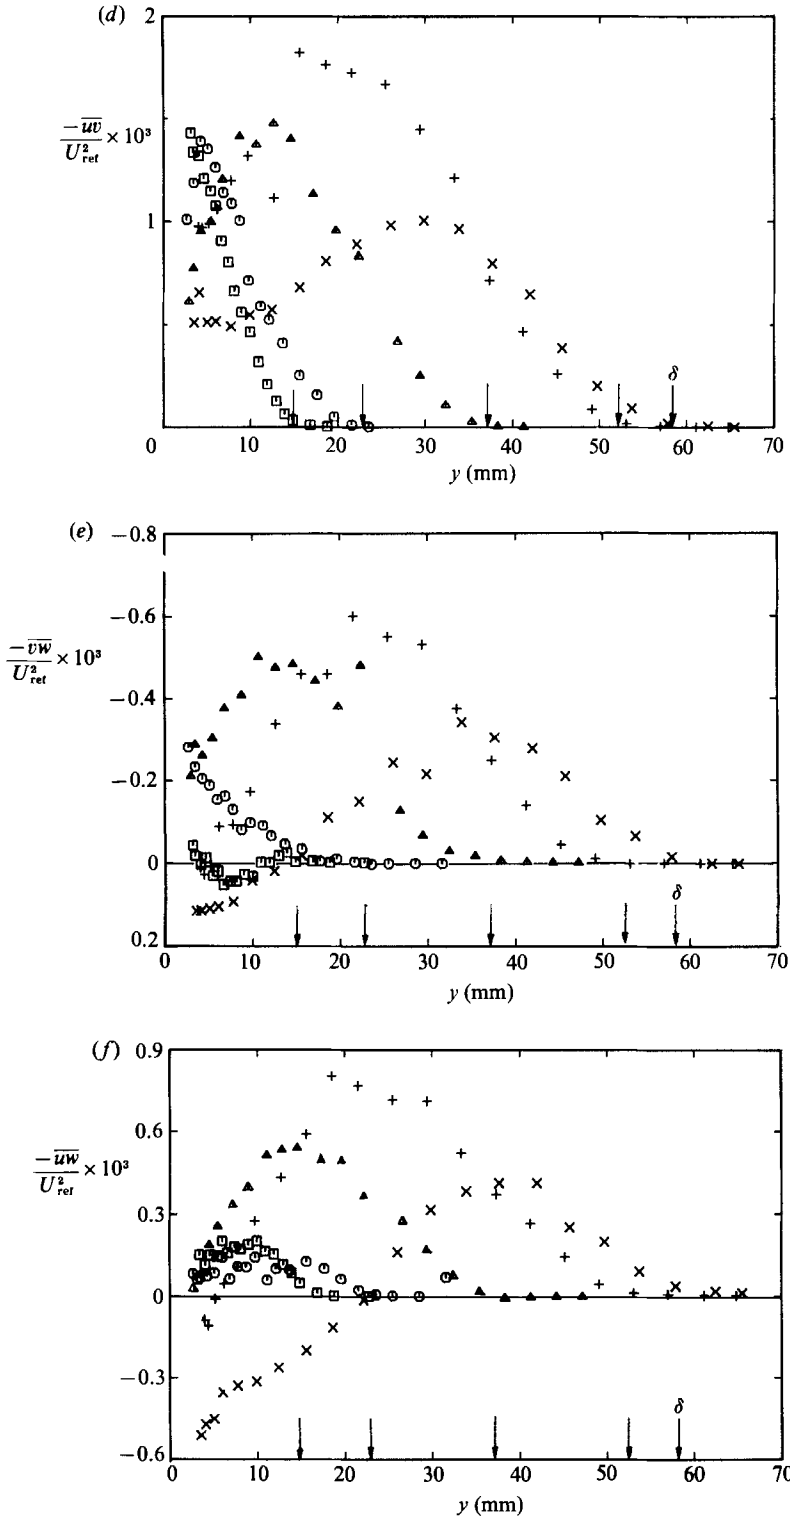 (d)
2
1
0
-uv/U²ref × 10³
δ
10 20 30 40 50 60 70
y (mm)
(e)
−0.8
−0.6
−0.4
−0.2
0
0.2
-vw/U²ref × 10³
δ
0 10 20 30 40 50 60 70
y (mm)
(f)
0.9
0.6
0.3
0
−0.3
−0.6
-uw/U²ref × 10³
δ
0 10 20 30 40 50 60 70
y (mm)